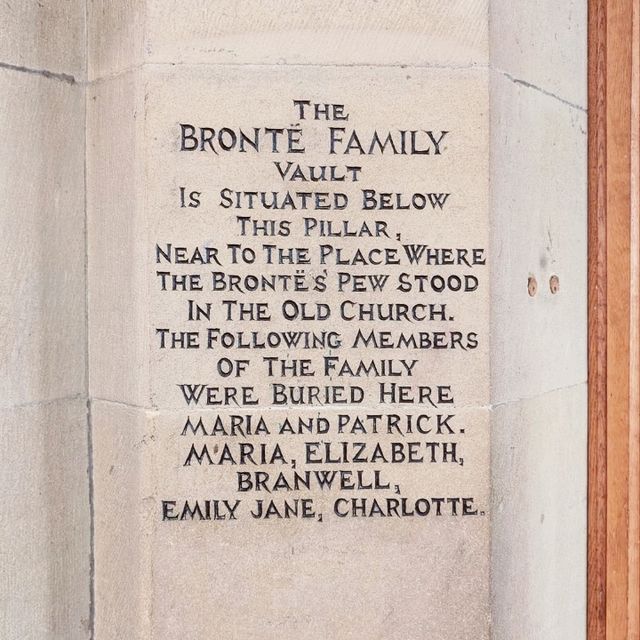 THE
BRONTË FAMILY
VAULT
IS SITUATED BELOW
THIS PILLAR,
NEAR TO THE PLACE WHERE
THE BRONTË'S PEW STOOD
IN THE OLD CHURCH.
THE FOLLOWING MEMBERS
OF THE FAMILY
WERE BURIED HERE
MARIA AND PATRICK.
MARIA, ELIZABETH,
BRANWELL,
EMILY JANE, CHARLOTTE.